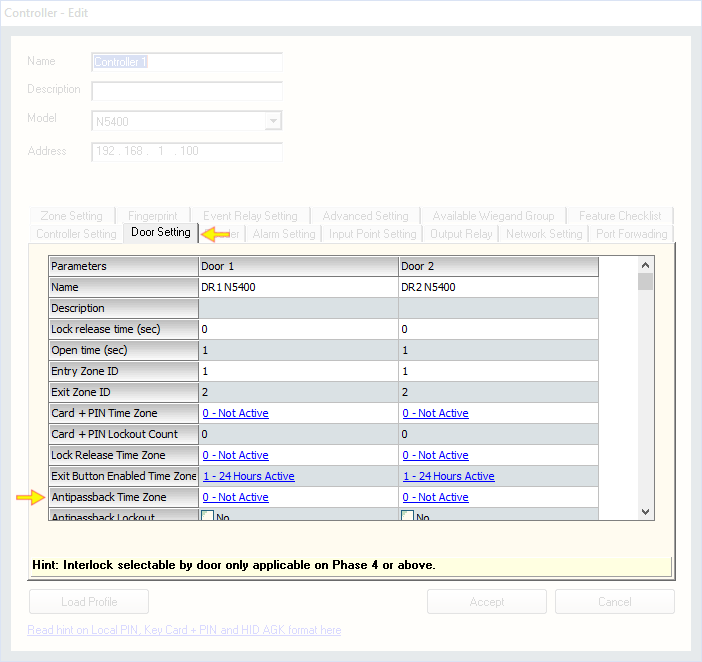 Controller - Edit
Name Controller 1
Description
Model N5400
Address 192 . 168 . 1 . 100
Zone Setting Fingerprint Event Relay Setting Advanced Setting Available Wiegand Group Feature Checklist
Controller Setting Door Setting Alarm Setting Input Point Setting Output Relay Network Setting Port Forwading
Parameters Door 1 Door 2
Name DR1 N5400 DR2 N5400
Description
Lock release time (sec) 0 0
Open time (sec) 1 1
Entry Zone ID 1 1
Exit Zone ID 2 2
Card + PIN Time Zone 0 - Not Active 0 - Not Active
Card + PIN Lockout Count 0 0
Lock Release Time Zone 0 - Not Active 0 - Not Active
Exit Button Enabled Time Zone 1 - 24 Hours Active 1 - 24 Hours Active
Antipassback Time Zone 0 - Not Active 0 - Not Active
Antipassback Lockout No No
Hint: Interlock selectable by door only applicable on Phase 4 or above.
Load Profile Accept Cancel
Read hint on Local PIN, Key Card + PIN and HID AGK format here